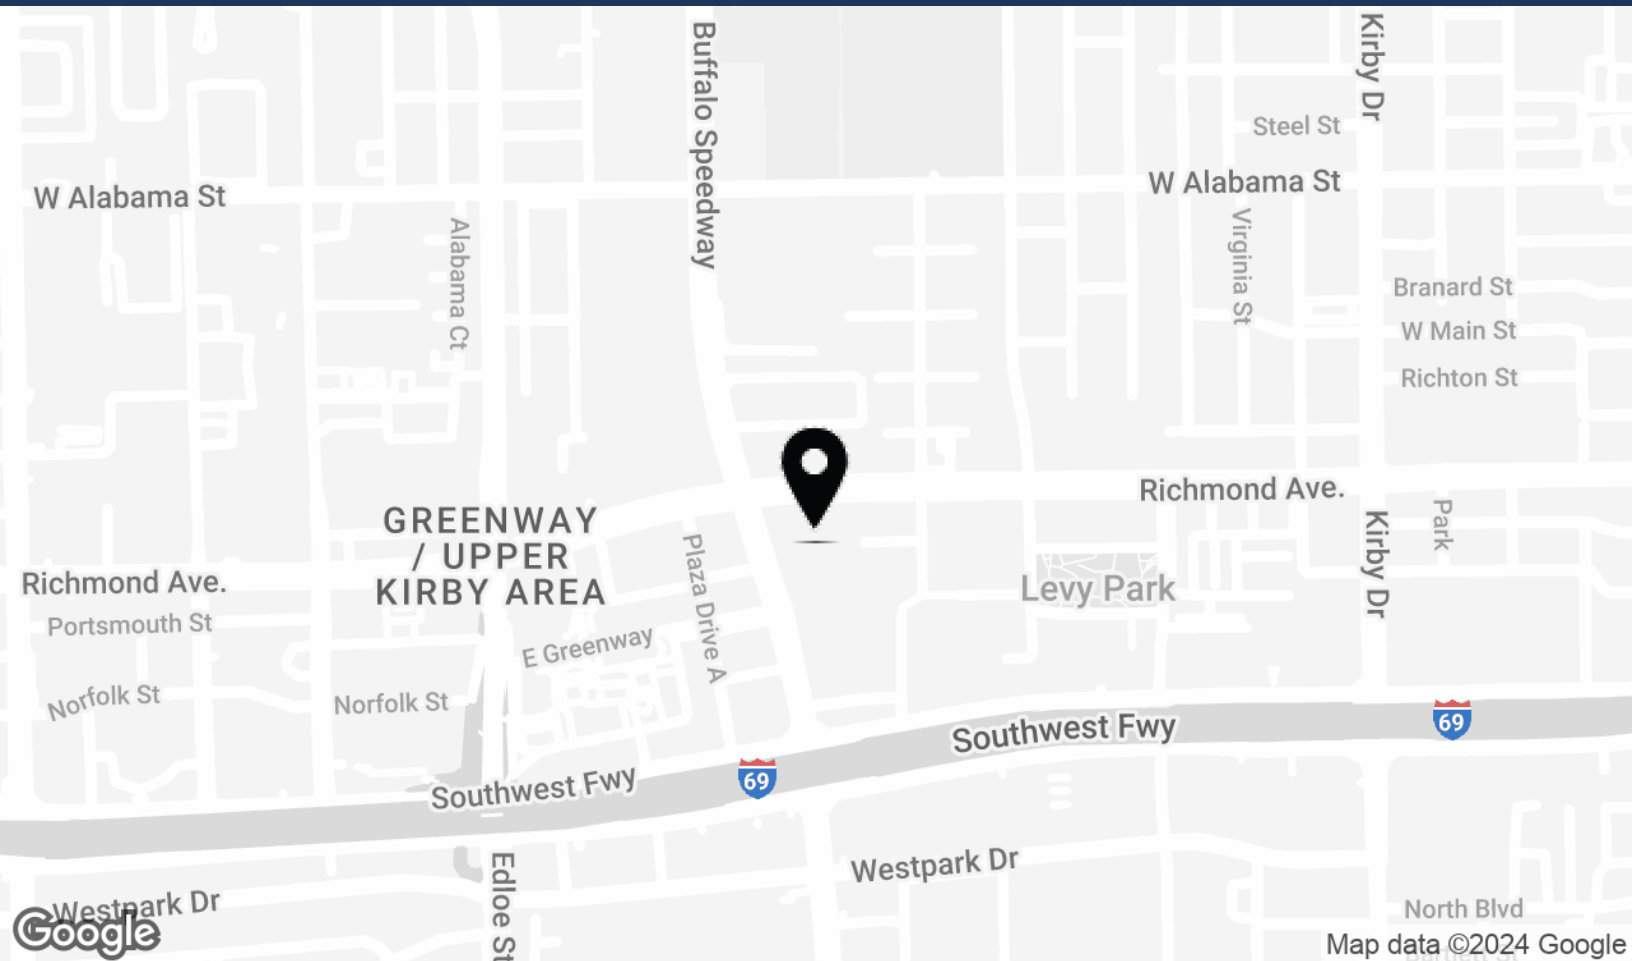 Buffalo Speedway
Kirby Dr
Steel St
W Alabama St
W Alabama St
Alabama Ct
Virginia St
Branard St
W Main St
Richton St
Richmond Ave.
GREENWAY
/ UPPER
KIRBY AREA
Park
Kirby Dr
Plaza Drive A
Levy Park
Richmond Ave.
Portsmouth St
E Greenway
Norfolk St
Norfolk St
Southwest Fwy
69
69
Southwest Fwy
Edloe St
Westpark Dr
Westpark Dr
North Blvd
Google
Map data ©2024 Google
Bartlett St